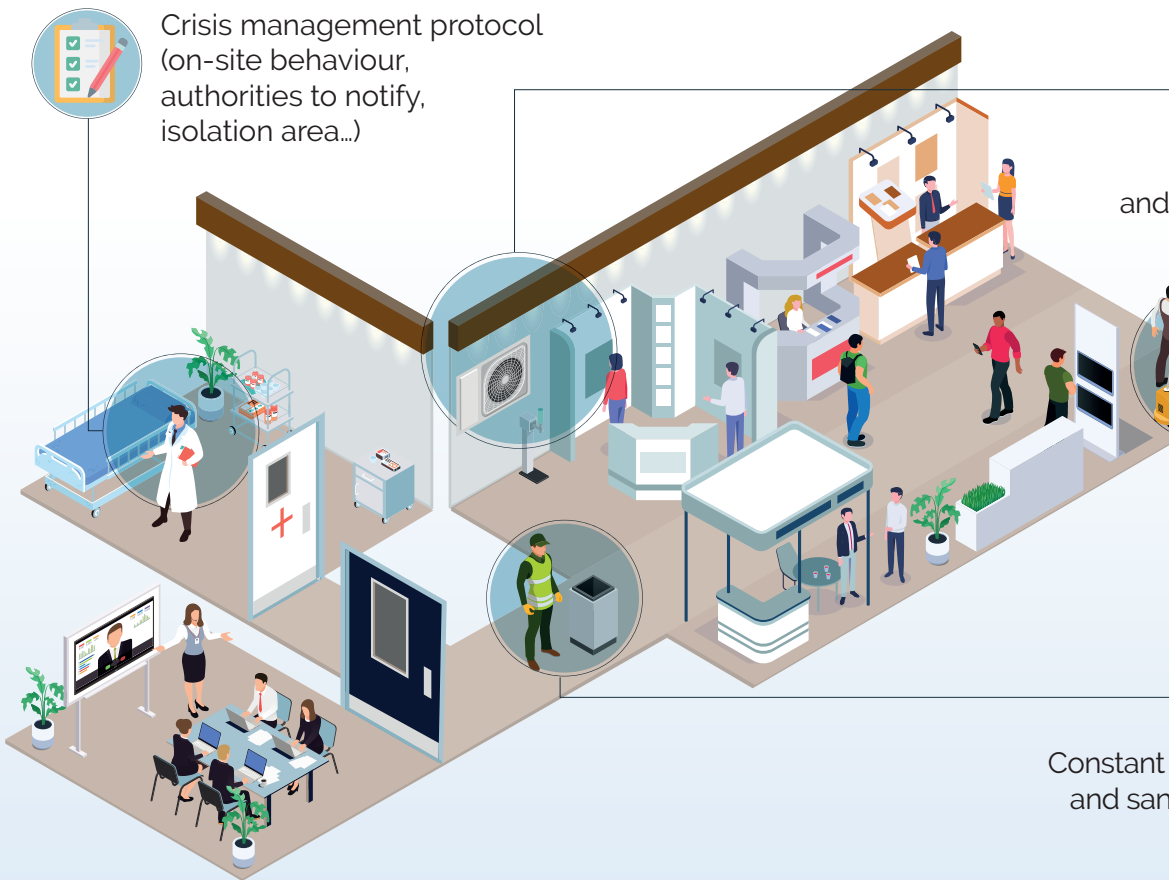 Crisis management protocol
(on-site behaviour,
authorities to notify,
isolation area…)
and
Constant
and san